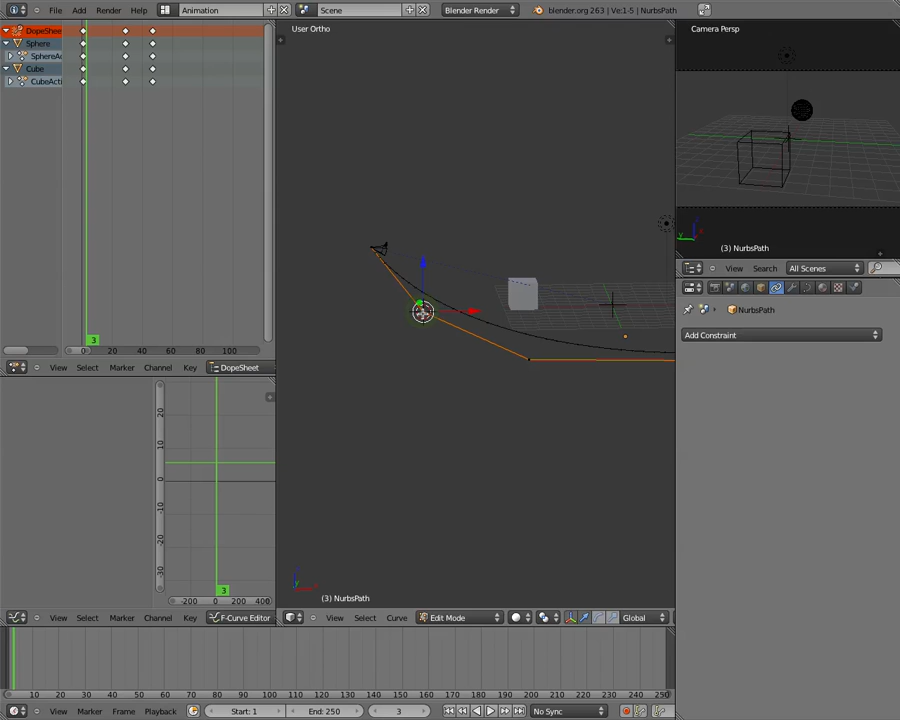 File Add Render Help Animation Scene Blender Render blender.org 263 | Ve:1-5 | NurbsPath
DopeShee
Sphere
SphereAc
Cube
CubeActi
3
0 20 40 60 80 100
View Select Marker Channel Key DopeSheet
20
10
0
-10
-20
-30
3
-200 0 200 400
View Select Marker Channel Key F-Curve Editor
User Ortho
(3) NurbsPath
View Select Curve Edit Mode Global
Camera Persp
(3) NurbsPath
View Search All Scenes
NurbsPath
Add Constraint
0 10 20 30 40 50 60 70 80 90 100 110 120 130 140 150 160 170 180 190 200 210 220 230 240 250
View Marker Frame Playback Start: 1 End: 250 3 No Sync